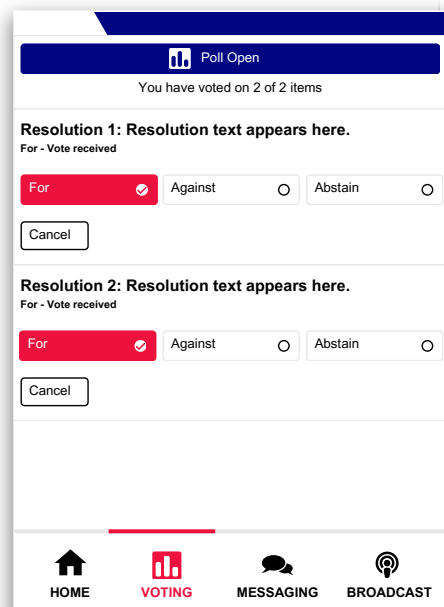 Poll Open
You have voted on 2 of 2 items
Resolution 1: Resolution text appears here.
For - Vote received
For Against Abstain
Cancel
Resolution 2: Resolution text appears here.
For - Vote received
For Against Abstain
Cancel
HOME VOTING MESSAGING BROADCAST